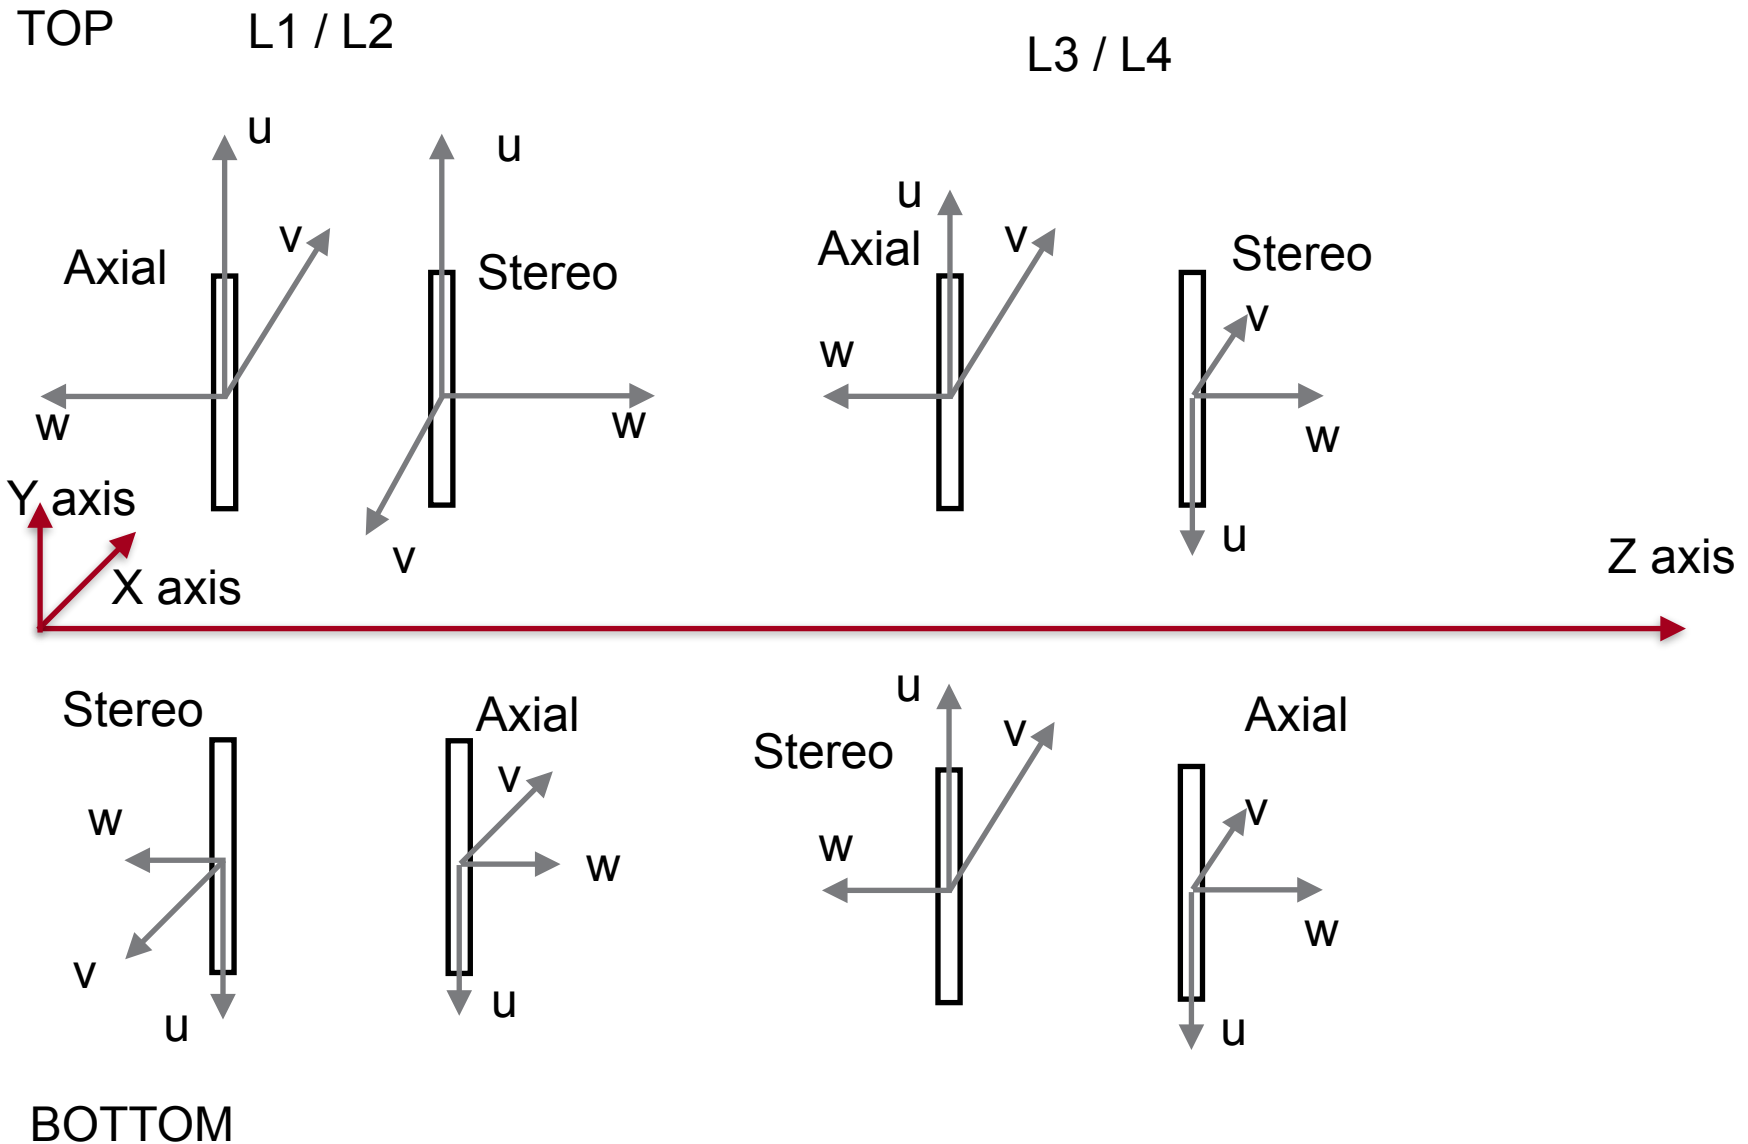 TOP
L1 / L2
L3 / L4
u
u
u
v
v
Axial
Stereo
Axial
Stereo
v
w
w
w
w
v
u
Y axis
X axis
Z axis
Stereo
Axial
u
v
Stereo
Axial
v
w
w
w
v
w
v
u
u
u
BOTTOM